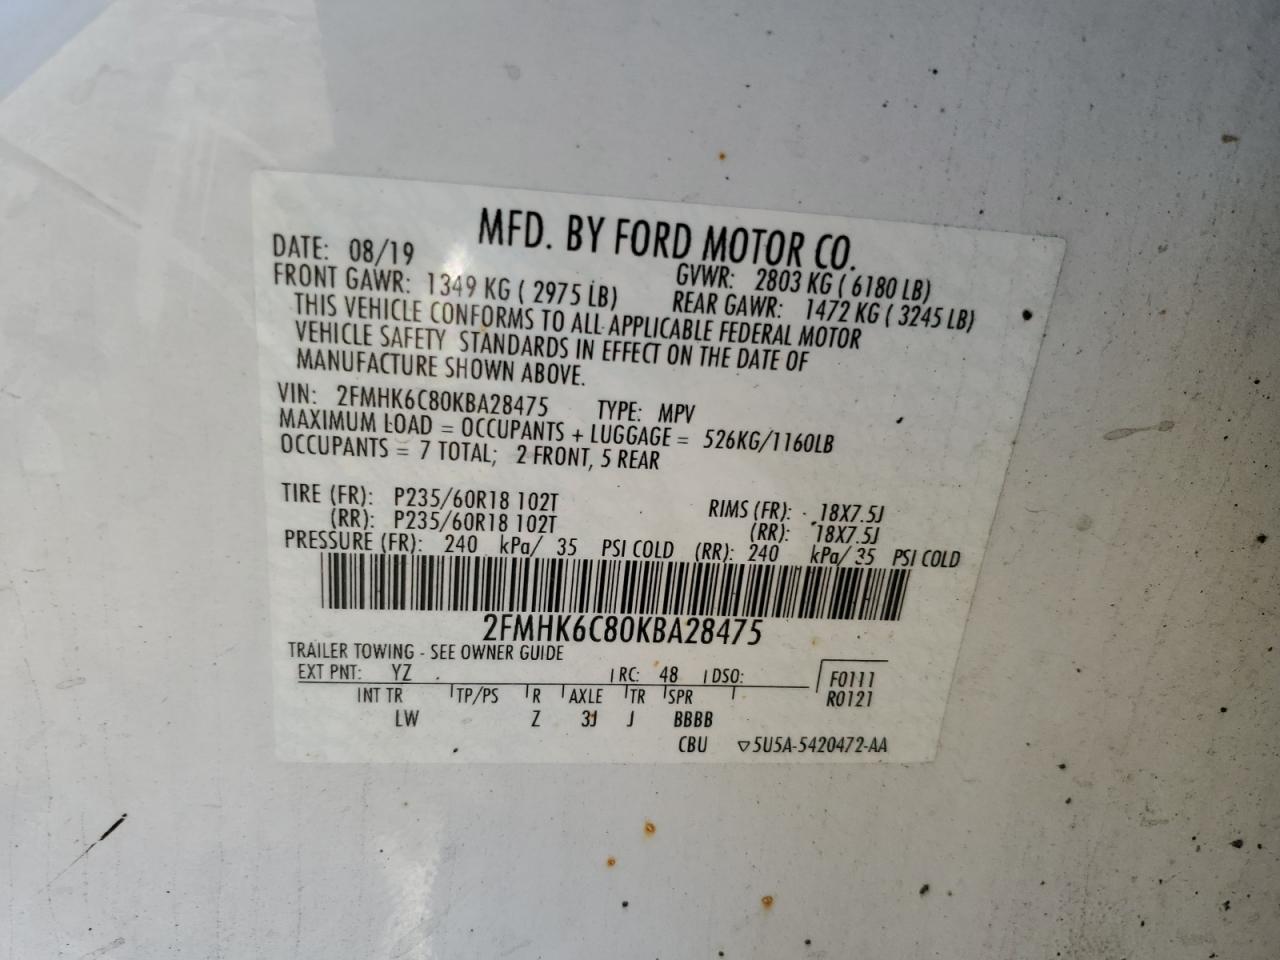 MFD. BY FORD MOTOR CO.
DATE: 08/19 GVWR: 2803 KG ( 6180 LB)
FRONT GAWR: 1349 KG ( 2975 LB) REAR GAWR: 1472 KG ( 3245 LB)
THIS VEHICLE CONFORMS TO ALL APPLICABLE FEDERAL MOTOR
VEHICLE SAFETY STANDARDS IN EFFECT ON THE DATE OF
MANUFACTURE SHOWN ABOVE.
VIN: 2FMHK6C80KBA28475 TYPE: MPV
MAXIMUM LOAD = OCCUPANTS + LUGGAGE = 526KG/1160LB
OCCUPANTS = 7 TOTAL; 2 FRONT, 5 REAR
TIRE (FR): P235/60R18 102T RIMS (FR): 18X7.5J
(RR): P235/60R18 102T (RR): 18X7.5J
PRESSURE (FR): 240 kPa/ 35 PSI COLD (RR): 240 kPa/ 35 PSI COLD
2FMHK6C80KBA28475
TRAILER TOWING - SEE OWNER GUIDE
EXT PNT: YZ RC: 48 DSO: F0111
INT TR TP/PS R AXLE TR SPR R0121
LW Z 3J J BBBB
CBU ▽5U5A-5420472-AA